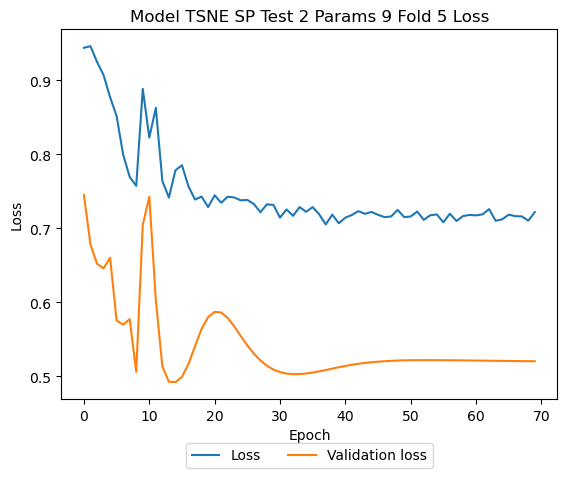 Model TSNE SP Test 2 Params 9 Fold 5 Loss
Loss
0.9
0.8
0.7
0.6
0.5
0 10 20 30 40 50 60 70
Epoch
Loss Validation loss